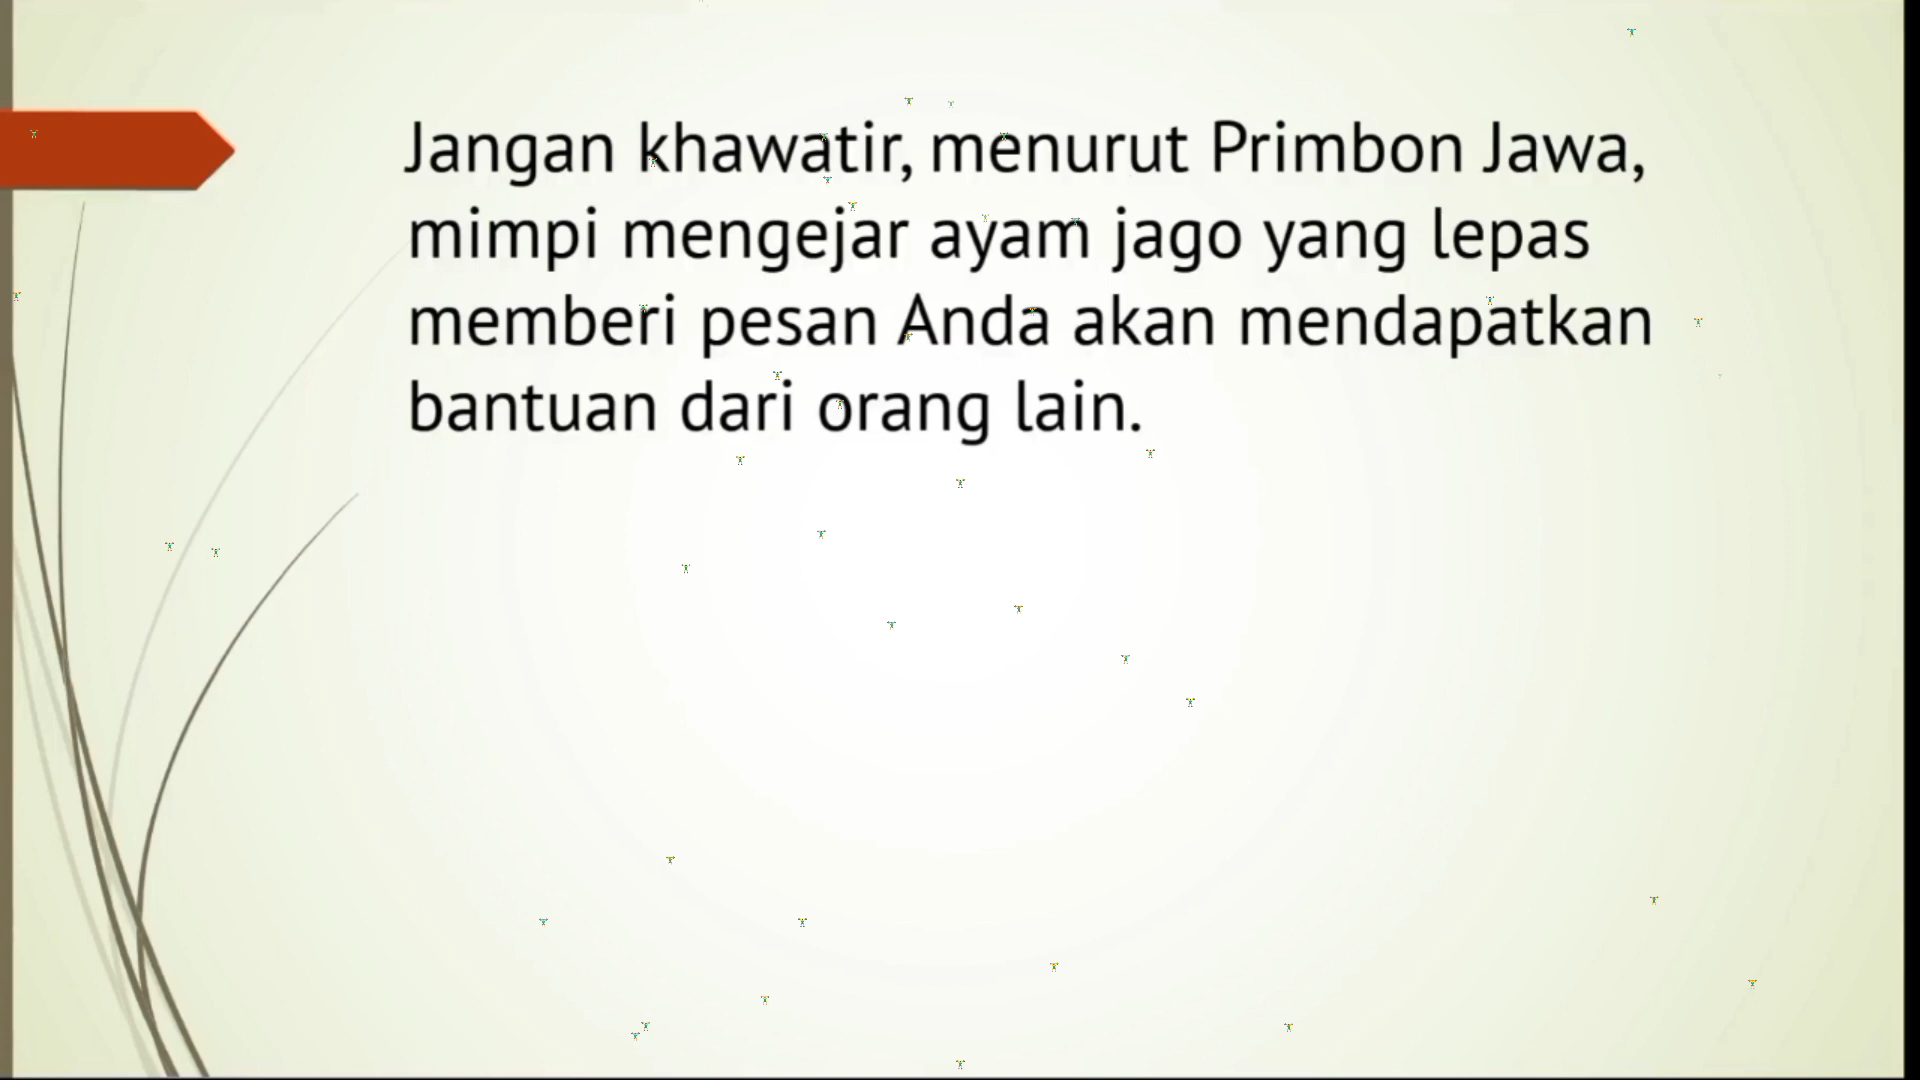 Jangan khawatir, menurut Primbon Jawa,
mimpi mengejar ayam jago yang lepas
memberi pesan Anda akan mendapatkan
bantuan dari orang lain.